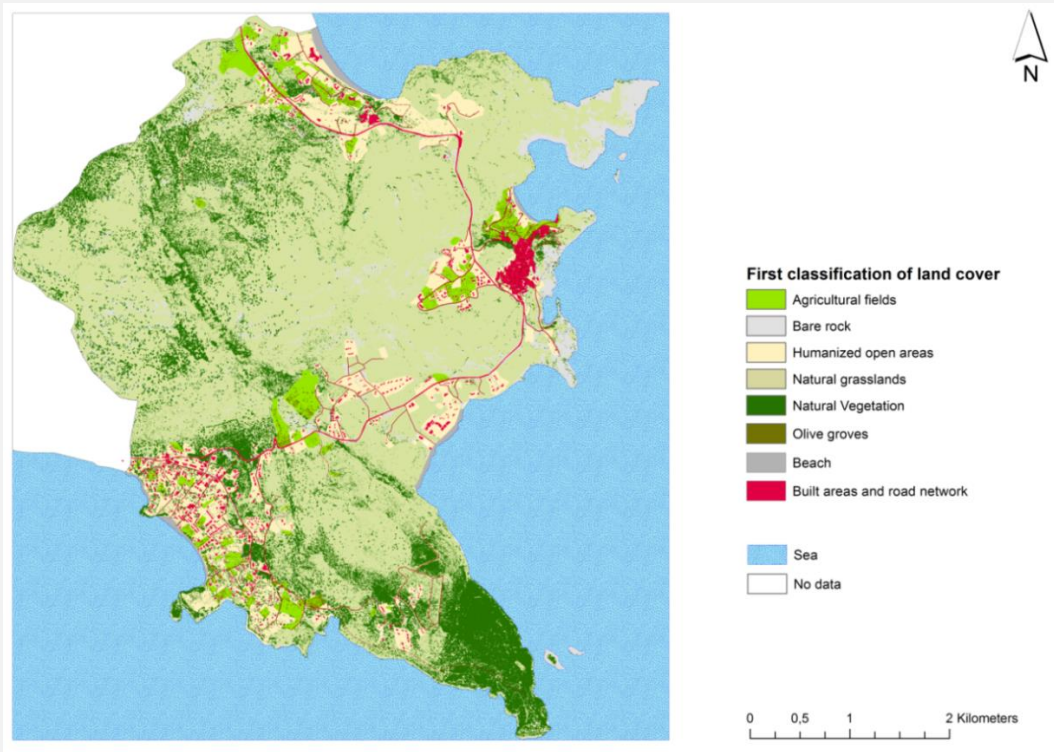 N
First classification of land cover
Agricultural fields
Bare rock
Humanized open areas
Natural grasslands
Natural Vegetation
Olive groves
Beach
Built areas and road network
Sea
No data
0 0,5 1 2 Kilometers